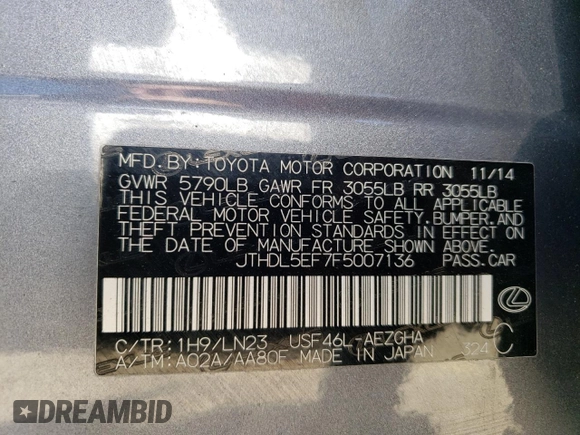 MFD. BY:TOYOTA MOTOR CORPORATION 11/14
GVWR 5790LB GAWR FR 3055LB RR 3055LB
THIS VEHICLE CONFORMS TO ALL APPLICABLE
FEDERAL MOTOR VEHICLE SAFETY,BUMPER,AND
THEFT PREVENTION STANDARDS IN EFFECT ON
THE DATE OF MANUFACTURE SHOWN ABOVE.
JTHDL5EF7F5007136 PASS.CAR
C/TR:1H9/LN23 USF46L-AEZGHA
A/TM:A02A/AA80F MADE IN JAPAN 324 C
DREAMBID